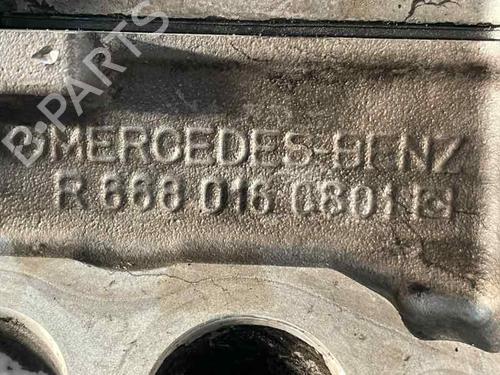 MERCEDES-BENZ
R 668 016 0801
B-PARTS